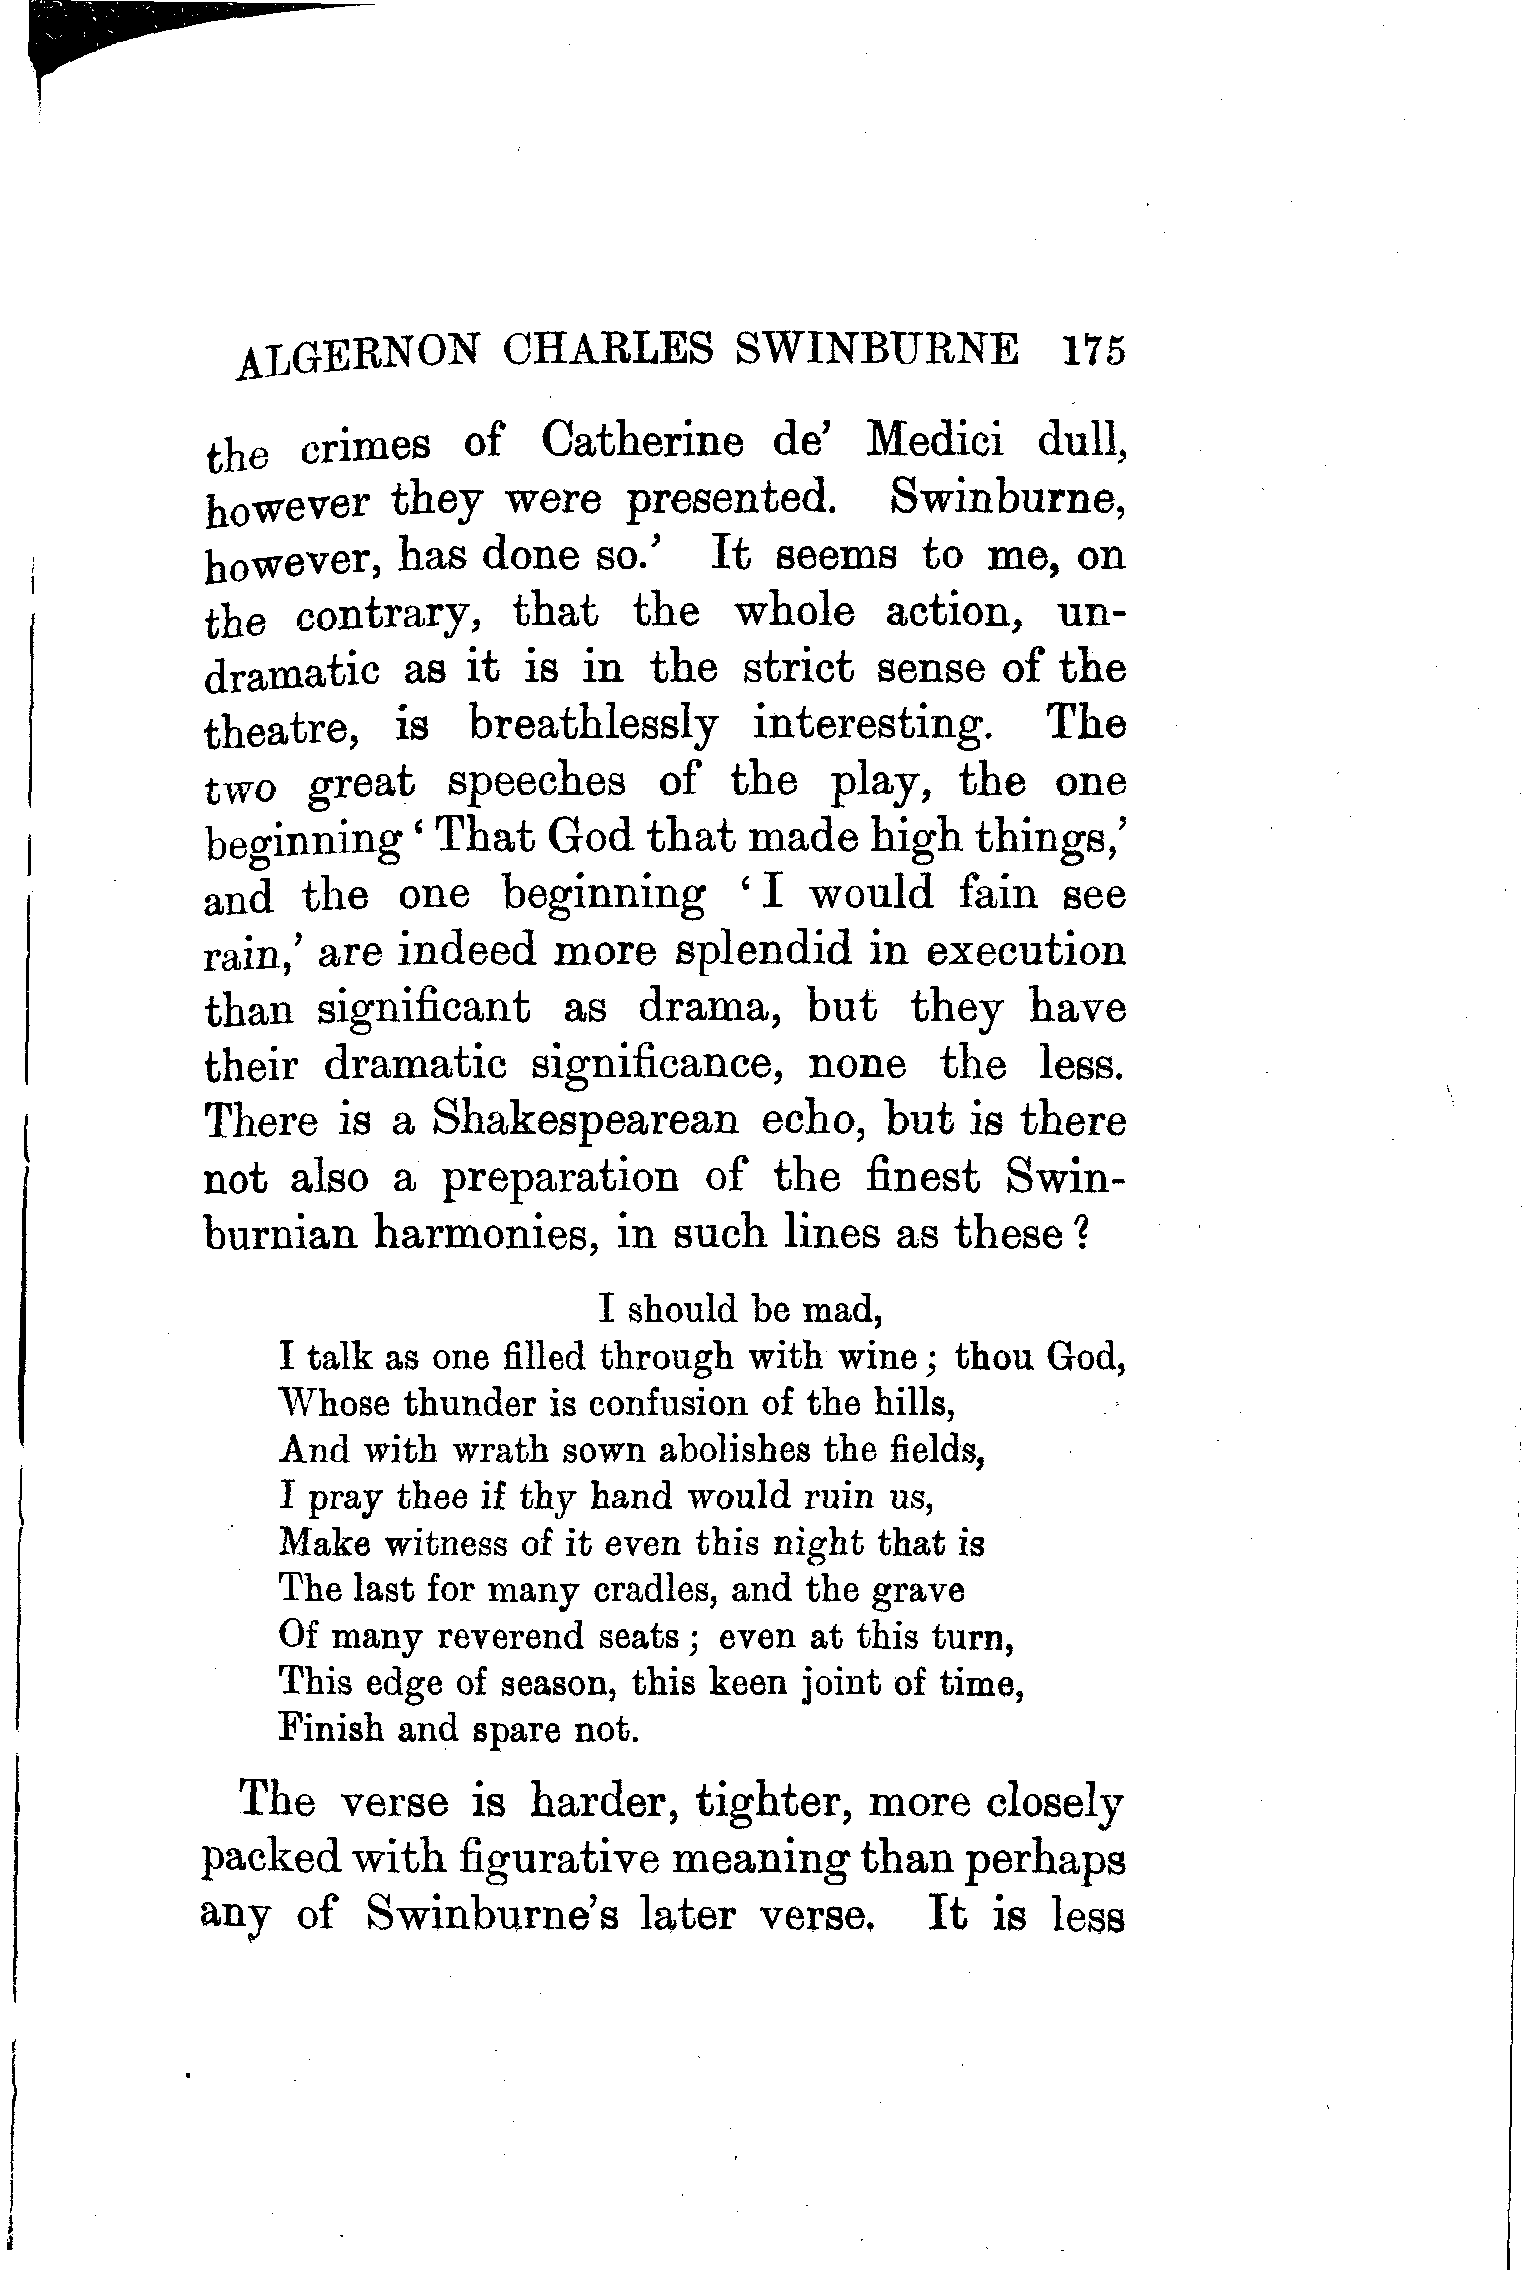 ALGERNON CHARLES SWINBURNE 175
the crimes of Catherine de’ Medici dull,
however they were presented. Swinburne,
however, has done so.’ It seems to me, on
the contrary, that the whole action, un-
dramatic as it is in the strict sense of the
theatre, is breathlessly interesting. The
two great speeches of the play, the one
beginning ‘ That God that made high things,’
and the one beginning ‘ I would fain see
rain,’ are indeed more splendid in execution
than significant as drama, but they have
their dramatic significance, none the less.
There is a Shakespearean echo, but is there
not also a preparation of the finest Swin-
burnian harmonies, in such lines as these ?
I should be mad,
I talk as one filled through with wine ; thou God,
Whose thunder is confusion of the hills,
And with wrath sown abolishes the fields,
I pray thee if thy hand would ruin us,
Make witness of it even this night that is
The last for many cradles, and the grave
Of many reverend seats ; even at this turn,
This edge of season, this keen joint of time,
Finish and spare not.
The verse is harder, tighter, more closely
packed with figurative meaning than perhaps
any of Swinburne’s later verse. It is less